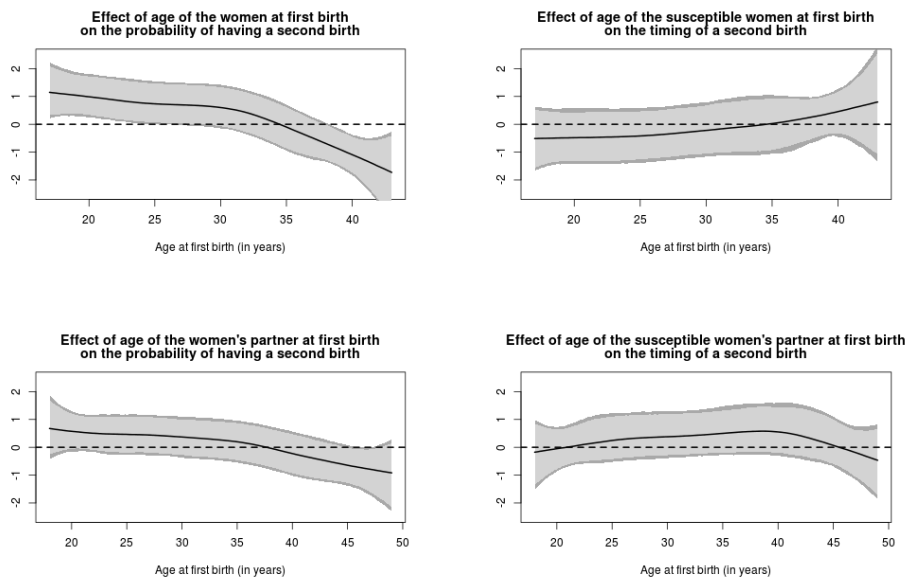 Effect of age of the women at first birth
on the probability of having a second birth
2
1
0
-1
-2
20 25 30 35 40
Age at first birth (in years)
Effect of age of the susceptible women at first birth
on the timing of a second birth
2
1
0
-1
-2
20 25 30 35 40
Age at first birth (in years)
Effect of age of the women's partner at first birth
on the probability of having a second birth
2
1
0
-1
-2
20 25 30 35 40 45 50
Age at first birth (in years)
Effect of age of the susceptible women's partner at first birth
on the timing of a second birth
2
1
0
-1
-2
20 25 30 35 40 45 50
Age at first birth (in years)